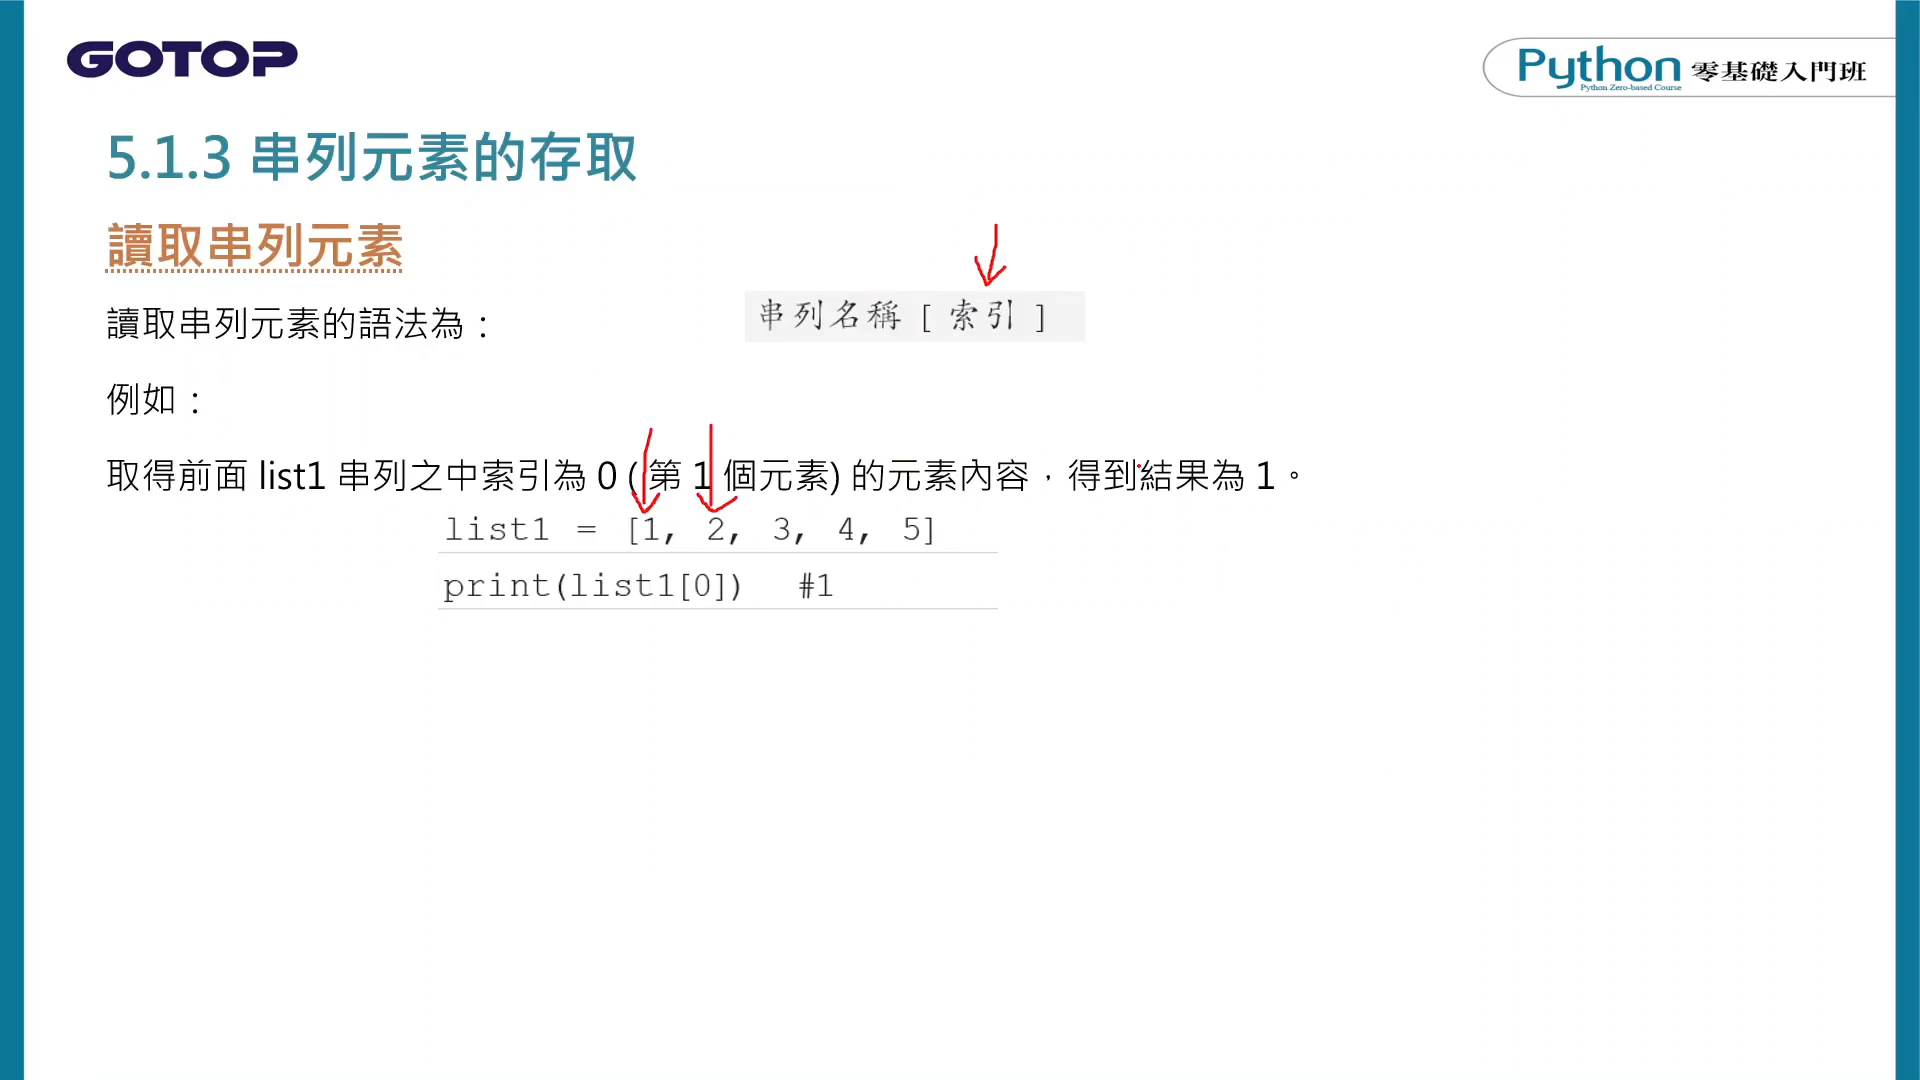 GOTOP
Python 零基礎入門班
Python Zero-based Course
5.1.3 串列元素的存取
讀取串列元素
讀取串列元素的語法為：
串列名稱 [ 索引 ]
例如：
取得前面 list1 串列之中索引為 0 ( 第 1 個元素) 的元素內容，得到結果為 1。
list1 = [1, 2, 3, 4, 5]
print(list1[0]) #1